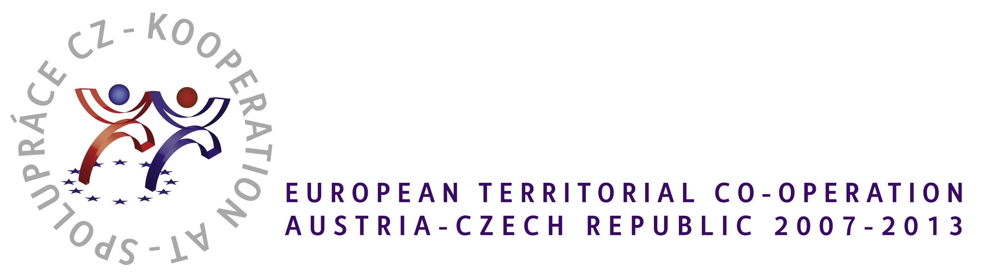 SPOLUPRÁCE CZ-KOOPERATION AT-
EUROPEAN TERRITORIAL CO-OPERATION
AUSTRIA-CZECH REPUBLIC 2007-2013